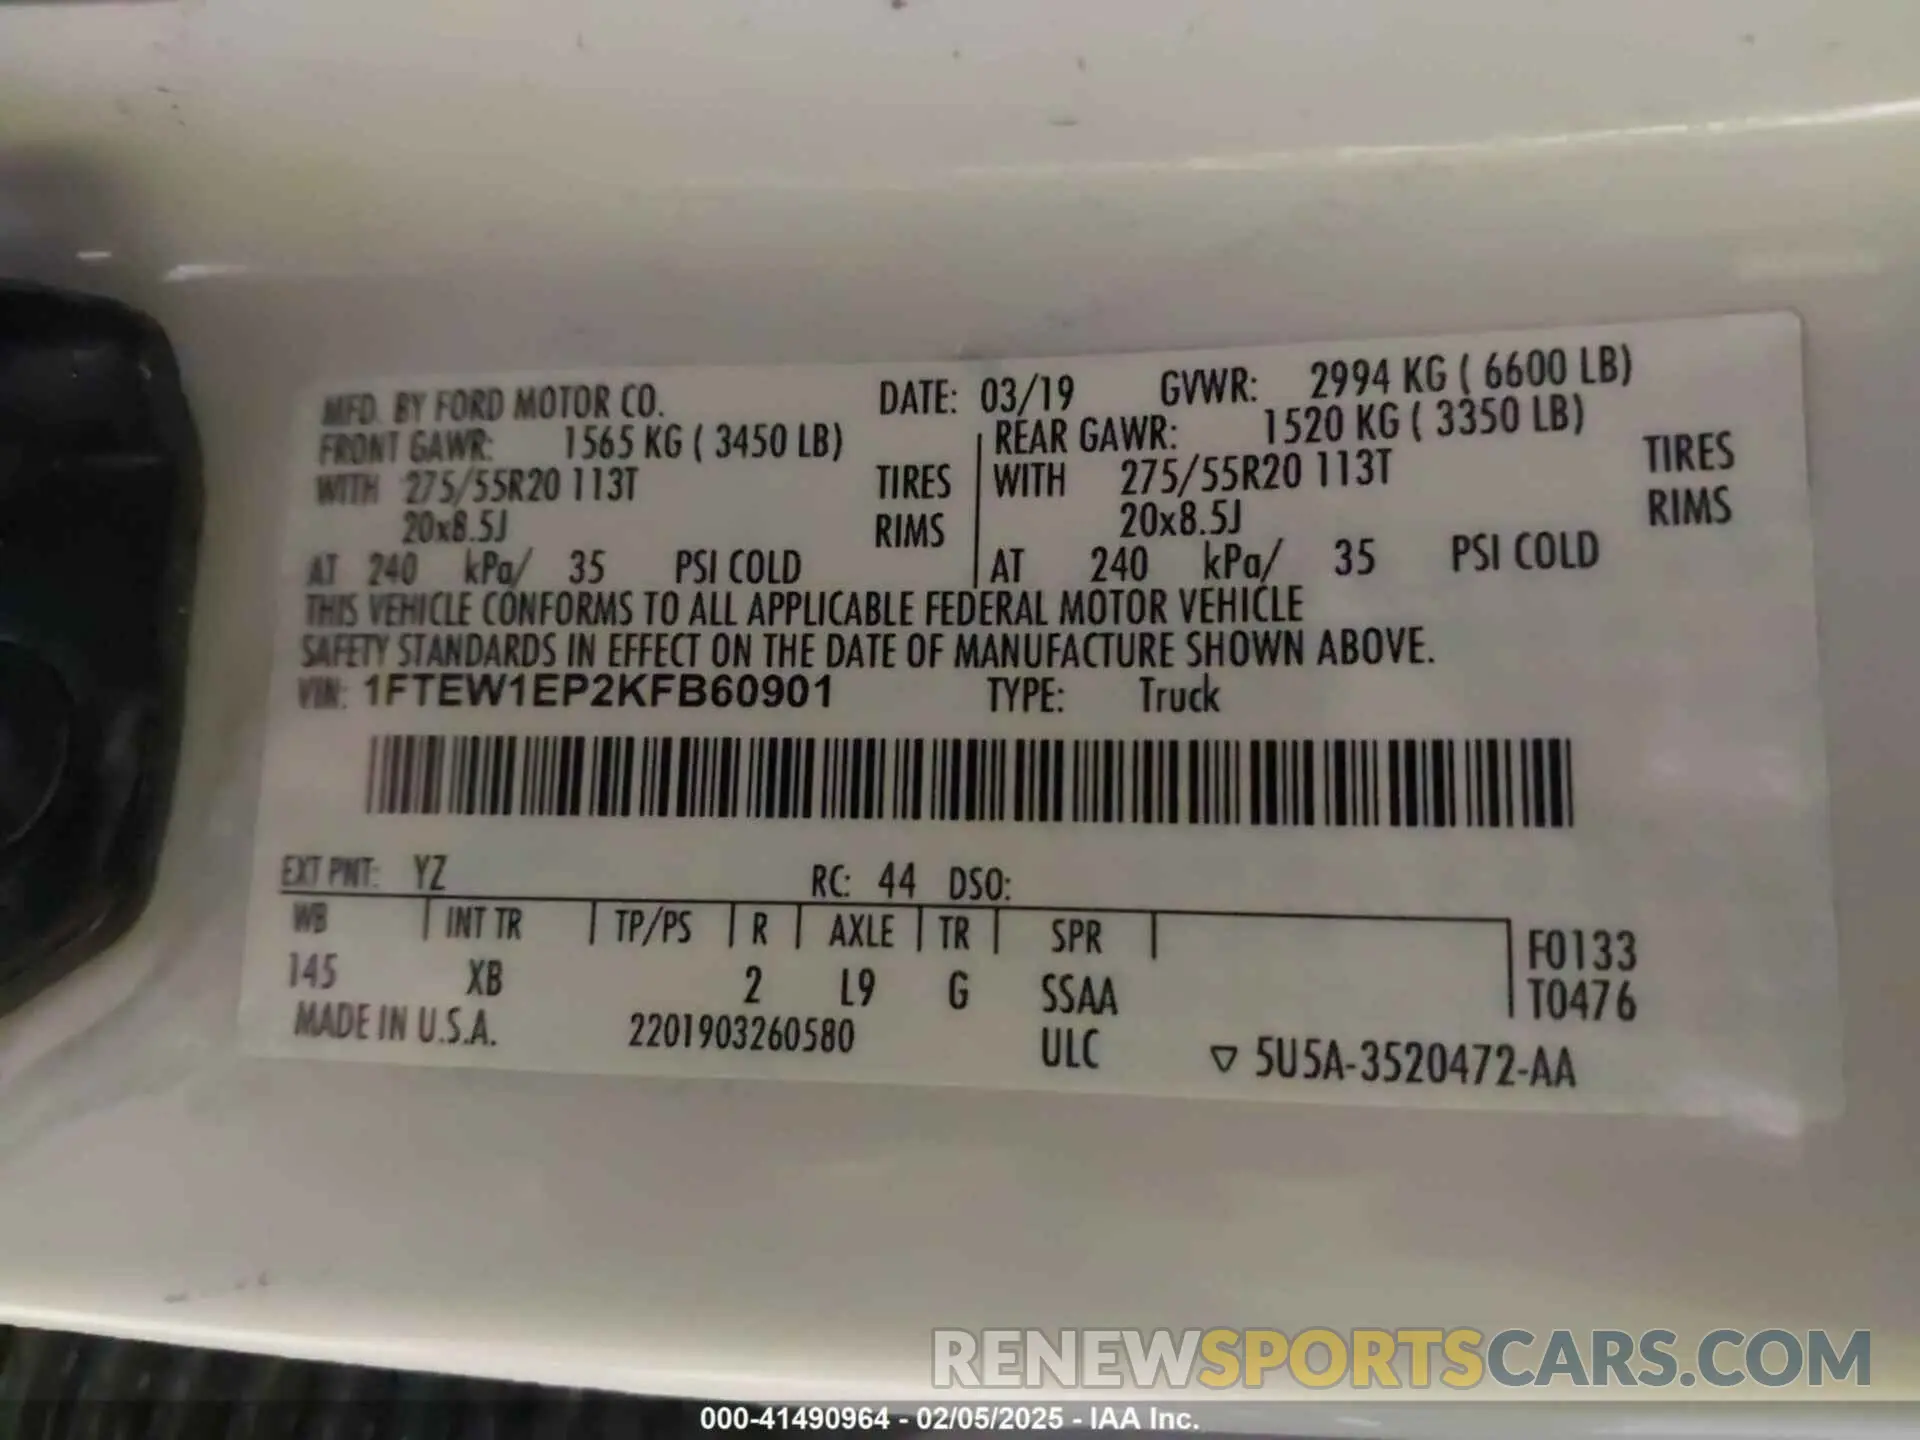 MFD. BY FORD MOTOR CO. DATE: 03/19 GVWR: 2994 KG ( 6600 LB)
FRONT GAWR: 1565 KG ( 3450 LB) REAR GAWR: 1520 KG ( 3350 LB)
WITH 275/55R20 113T TIRES WITH 275/55R20 113T TIRES
20x8.5J RIMS 20x8.5J RIMS
AT 240 kPa/ 35 PSI COLD AT 240 kPa/ 35 PSI COLD
THIS VEHICLE CONFORMS TO ALL APPLICABLE FEDERAL MOTOR VEHICLE
SAFETY STANDARDS IN EFFECT ON THE DATE OF MANUFACTURE SHOWN ABOVE.
VIN: 1FTEW1EP2KFB60901 TYPE: Truck
EXT PNT: YZ RC: 44 DSO:
WB INT TR TP/PS R AXLE TR SPR F0133
145 XB 2 L9 G SSAA T0476
MADE IN U.S.A. 2201903260580 ULC ▽ 5U5A-3520472-AA
RENEWSPORTSCARS.COM
000-41490964 - 02/05/2025 - IAA Inc.